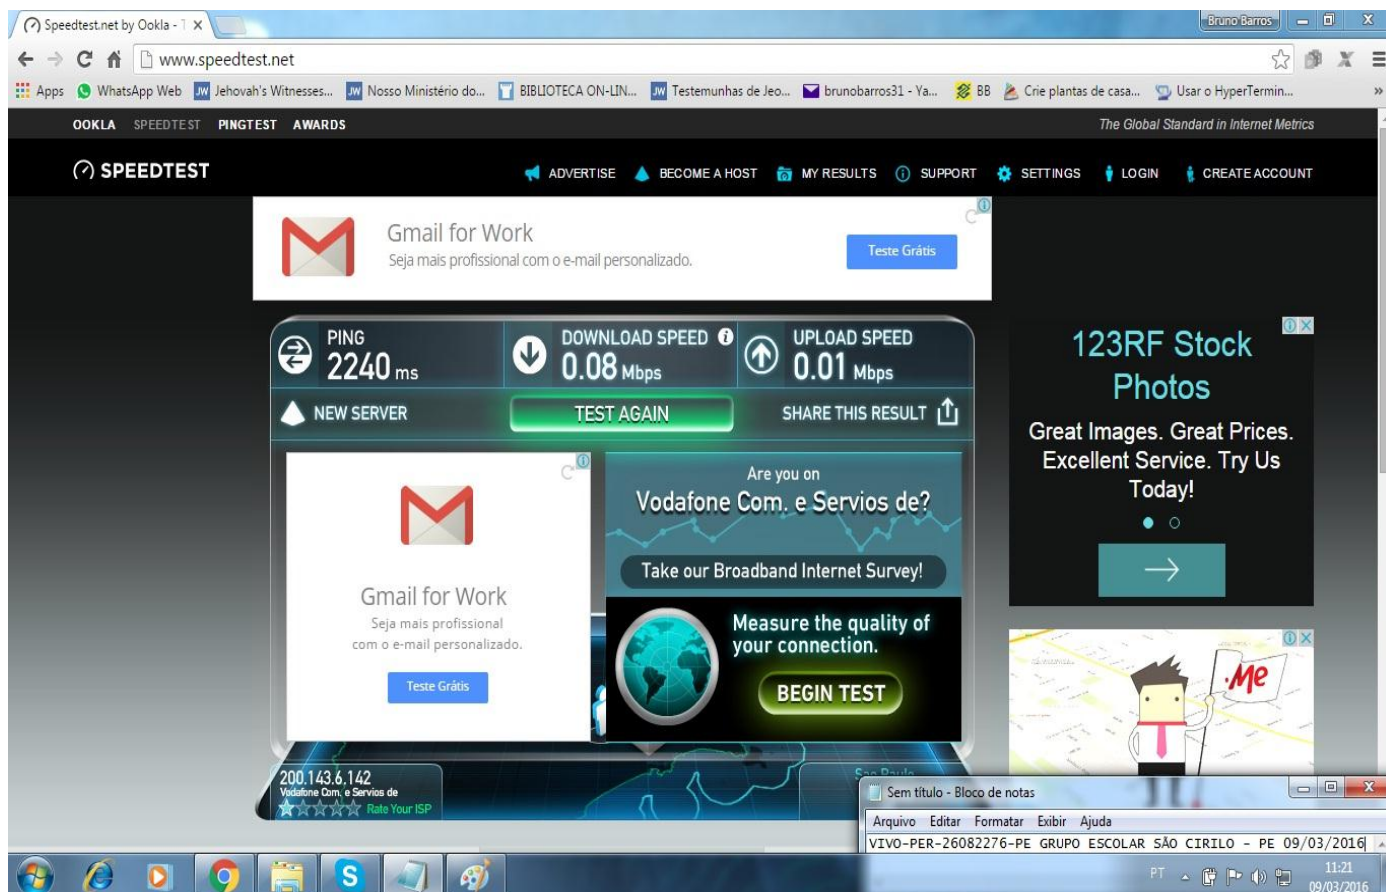 Speedtest.net by Ookla - T
Bruno Barros
www.speedtest.net
Apps WhatsApp Web Jehovah's Witnesses... Nosso Ministério do... BIBLIOTECA ON-LIN... Testemunhas de Jeo... brunobarros31 - Ya... BB Crie plantas de casa... Usar o HyperTermin... »
OOKLA SPEEDTEST PINGTEST AWARDS The Global Standard in Internet Metrics
SPEEDTEST ADVERTISE BECOME A HOST MY RESULTS SUPPORT SETTINGS LOGIN CREATE ACCOUNT
Gmail for Work
Seja mais profissional com o e-mail personalizado.
Teste Grátis
PING
2240 ms
DOWNLOAD SPEED
0.08 Mbps
UPLOAD SPEED
0.01 Mbps
NEW SERVER TEST AGAIN SHARE THIS RESULT
Gmail for Work
Seja mais profissional
com o e-mail personalizado.
Teste Grátis
Are you on
Vodafone Com. e Servios de?
Take our Broadband Internet Survey!
Measure the quality of
your connection.
BEGIN TEST
123RF Stock
Photos
Great Images. Great Prices.
Excellent Service. Try Us
Today!
.Me
200.143.6.142
Vodafone Com. e Servios de
Rate Your ISP
Sao Paulo
Sem título - Bloco de notas
Arquivo Editar Formatar Exibir Ajuda
VIVO-PER-26082276-PE GRUPO ESCOLAR SÃO CIRILO - PE 09/03/2016
PT
11:21
09/03/2016